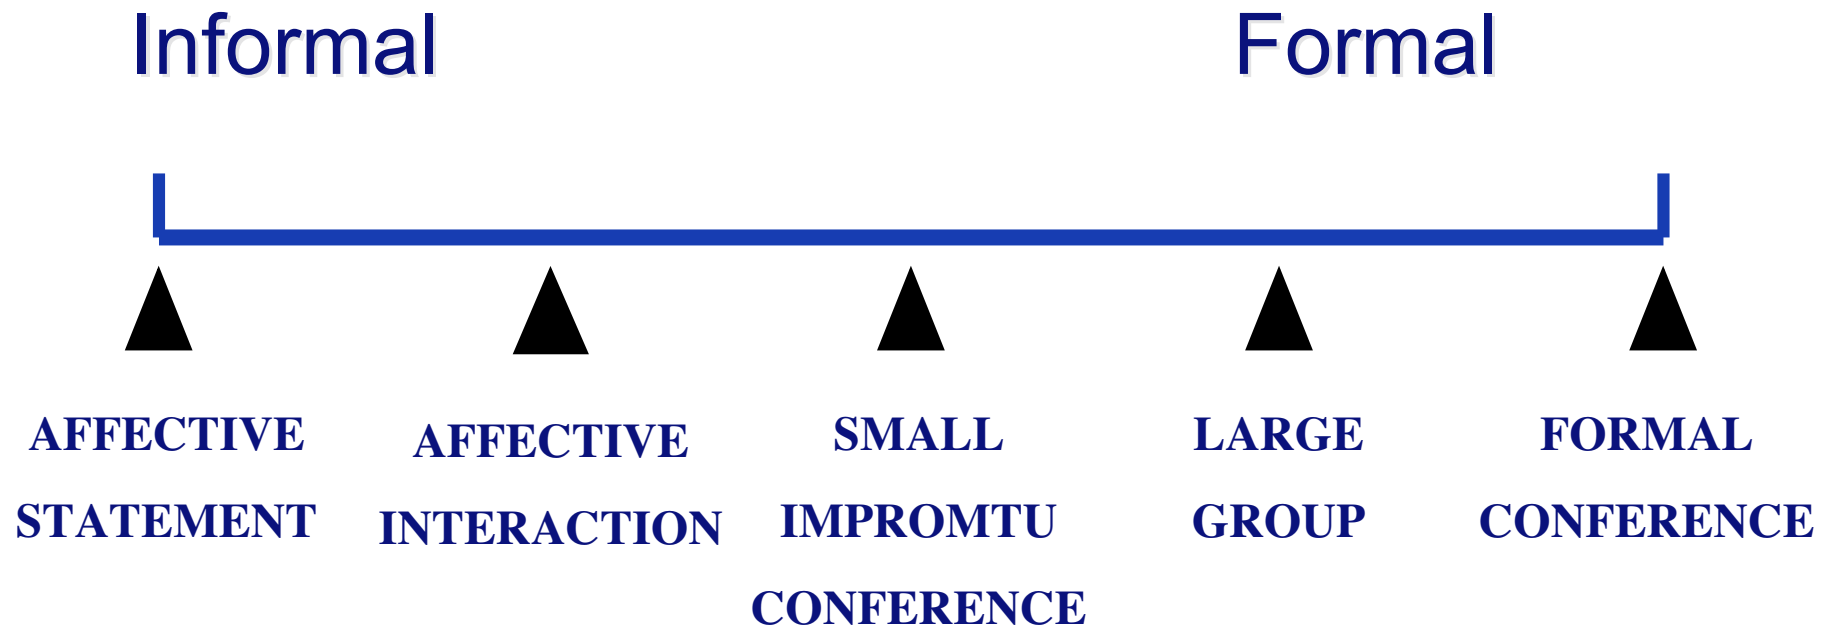 Informal
Formal
AFFECTIVE
STATEMENT
AFFECTIVE
INTERACTION
SMALL
IMPROMTU
CONFERENCE
LARGE
GROUP
FORMAL
CONFERENCE